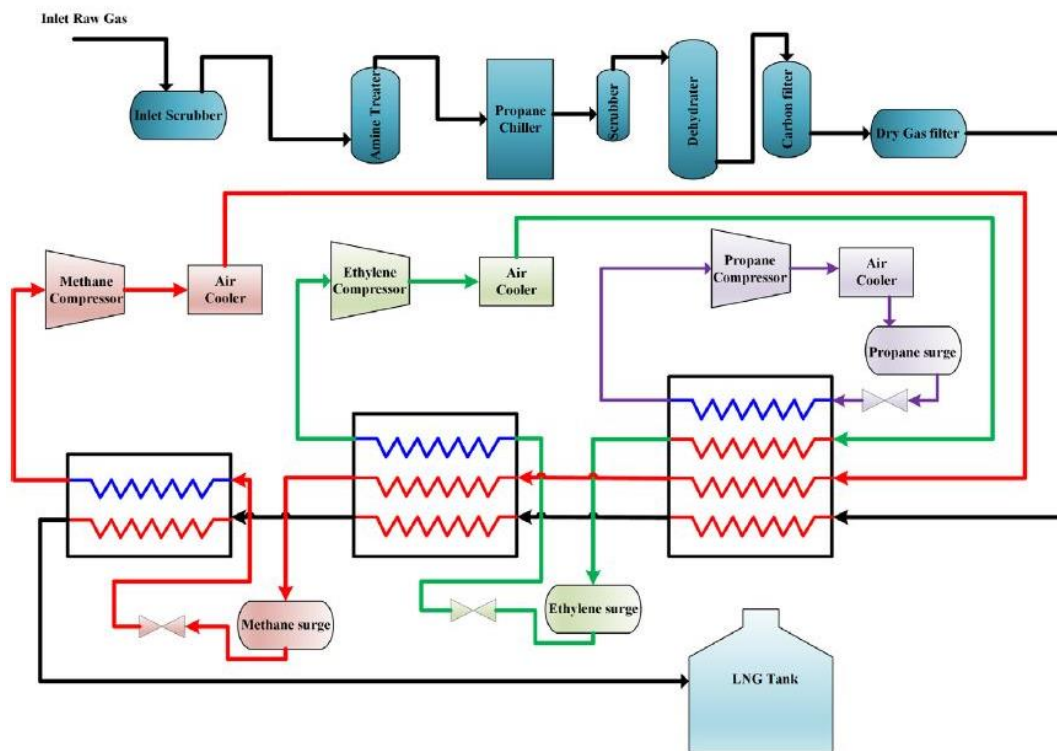 Inlet Raw Gas
Inlet Scrubber
Amine Treater
Propane
Chiller
Scrubber
Dehydrater
Carbon filter
Dry Gas filter
Methane
Compressor
Air
Cooler
Ethylene
Compressor
Air
Cooler
Propane
Compressor
Air
Cooler
Propane surge
Methane surge
Ethylene surge
LNG Tank